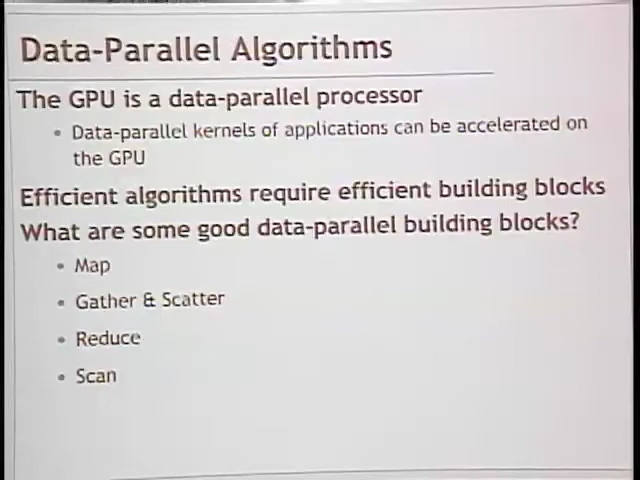 Data-Parallel Algorithms
The GPU is a data-parallel processor
• Data-parallel kernels of applications can be accelerated on
the GPU
Efficient algorithms require efficient building blocks
What are some good data-parallel building blocks?
• Map
• Gather & Scatter
• Reduce
• Scan